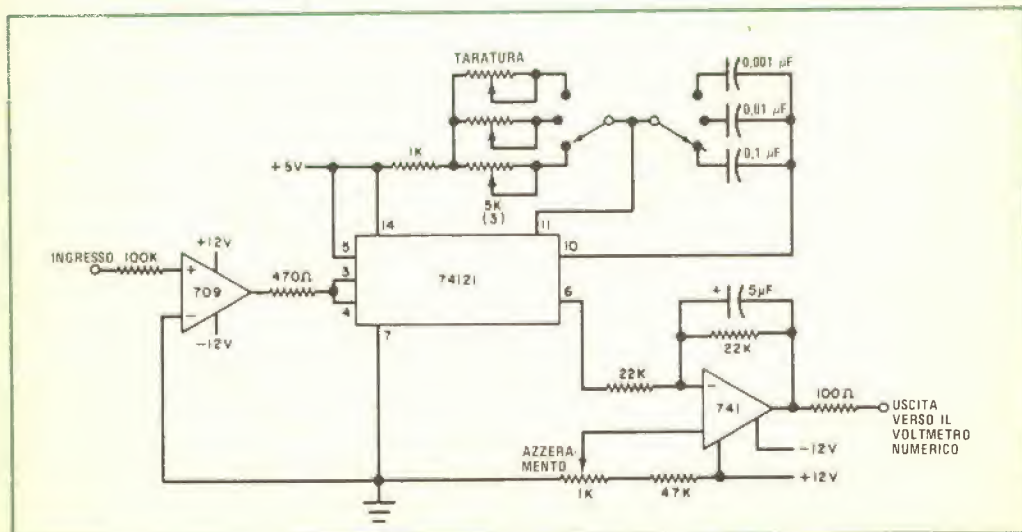 TARATURA
0,001 µF
0,01 µF
0,1 µF
+5V
1K
5K
(3)
14
11
5
10
INGRESSO 100K
+12V
+
709
-
-12V
470Ω
3
4
74121
6
7
+ 5µF
22K
22K
-
741
100Ω
USCITA
VERSO IL
VOLTMETRO
NUMERICO
-12V
+12V
AZZERA-
MENTO
1K
47K